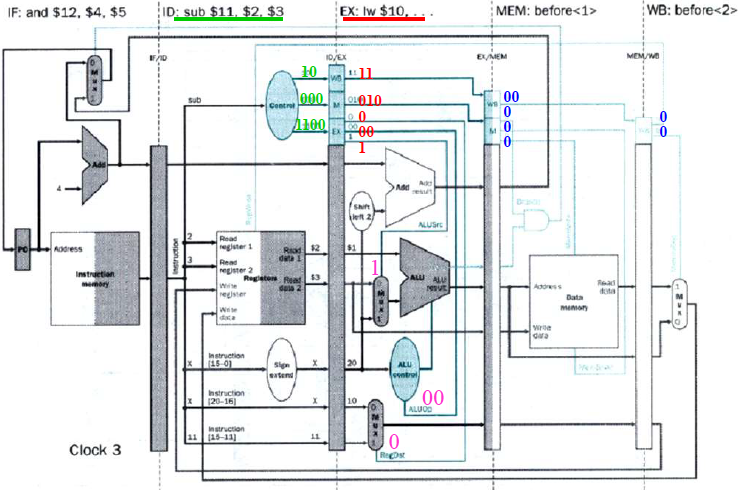 IF: and $12, $4, $5
ID: sub $11, $2, $3
EX: lw $10, . . .
MEM: before<1>
WB: before<2>
IF/ID
ID/EX
EX/MEM
MEM/WB
M
u
x
Add
4
PC
Address
Instruction
memory
Instruction
sub
Control
10
000
1100
WB
M
EX
11
11
010
010
0
00
00
1
1
WB
M
00
0
0
0
0
0
2
3
Read
register 1
Read
register 2
Registers
Write
register
Write
data
Read
data 1
Read
data 2
$2
$3
$1
Shift
left 2
Add
Add
result
ALUSrc
ALU
ALU
result
1
0
M
u
x
1
Branch
Address
Read
data
Data
memory
Write
data
1
M
u
x
0
X
Instruction
[15–0]
Sign
extend
X
20
ALU
control
00
ALUOp
X
Instruction
[20–16]
X
10
0
M
u
x
1
0
RegDst
11
Instruction
[15–11]
11
Clock 3